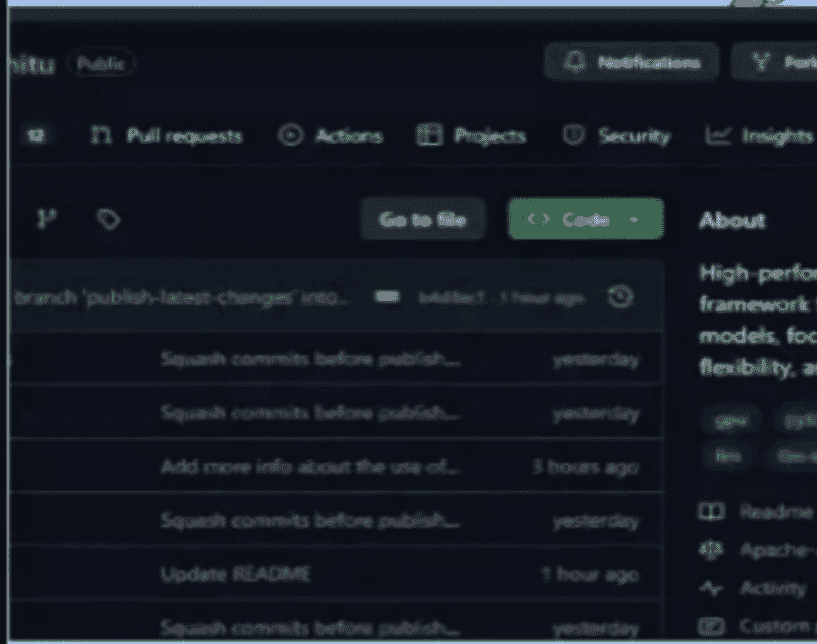 Public Notifications
Pull requests Actions Projects Security Insights
Go to file Code About
branch 'publish-latest-changes' into... 1 hour ago
High-perfor
framework
models, foc
flexibility, a
Squash commits before publish... yesterday
Squash commits before publish... yesterday
Add more info about the use of... 3 hours ago
Squash commits before publish... yesterday
Update README 1 hour ago
Squash commits before publish... yesterday
Readme
Apache-
Activity
Custom